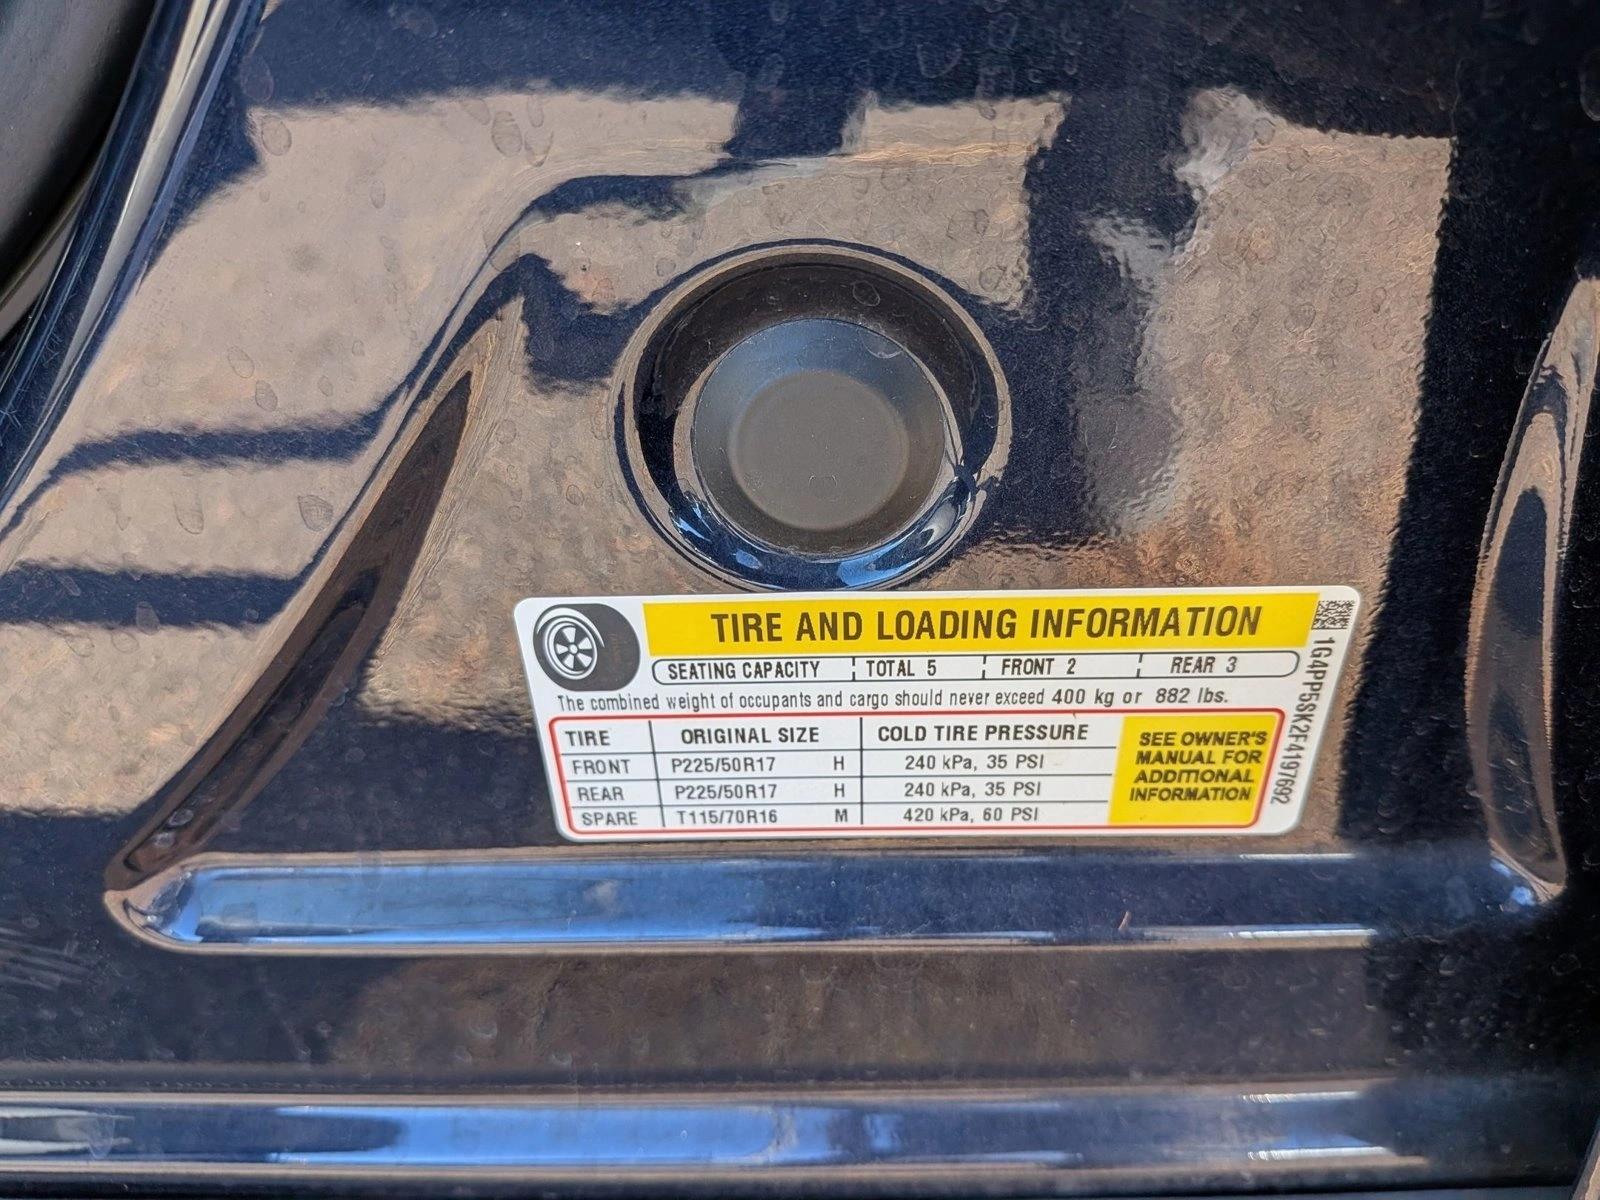 TIRE AND LOADING INFORMATION
SEATING CAPACITY TOTAL 5 FRONT 2 REAR 3
The combined weight of occupants and cargo should never exceed 400 kg or 882 lbs.
TIRE ORIGINAL SIZE COLD TIRE PRESSURE
FRONT P225/50R17 H 240 kPa, 35 PSI
REAR P225/50R17 H 240 kPa, 35 PSI
SPARE T115/70R16 M 420 kPa, 60 PSI
SEE OWNER'S
MANUAL FOR
ADDITIONAL
INFORMATION
1G4PP5SK2F4197692